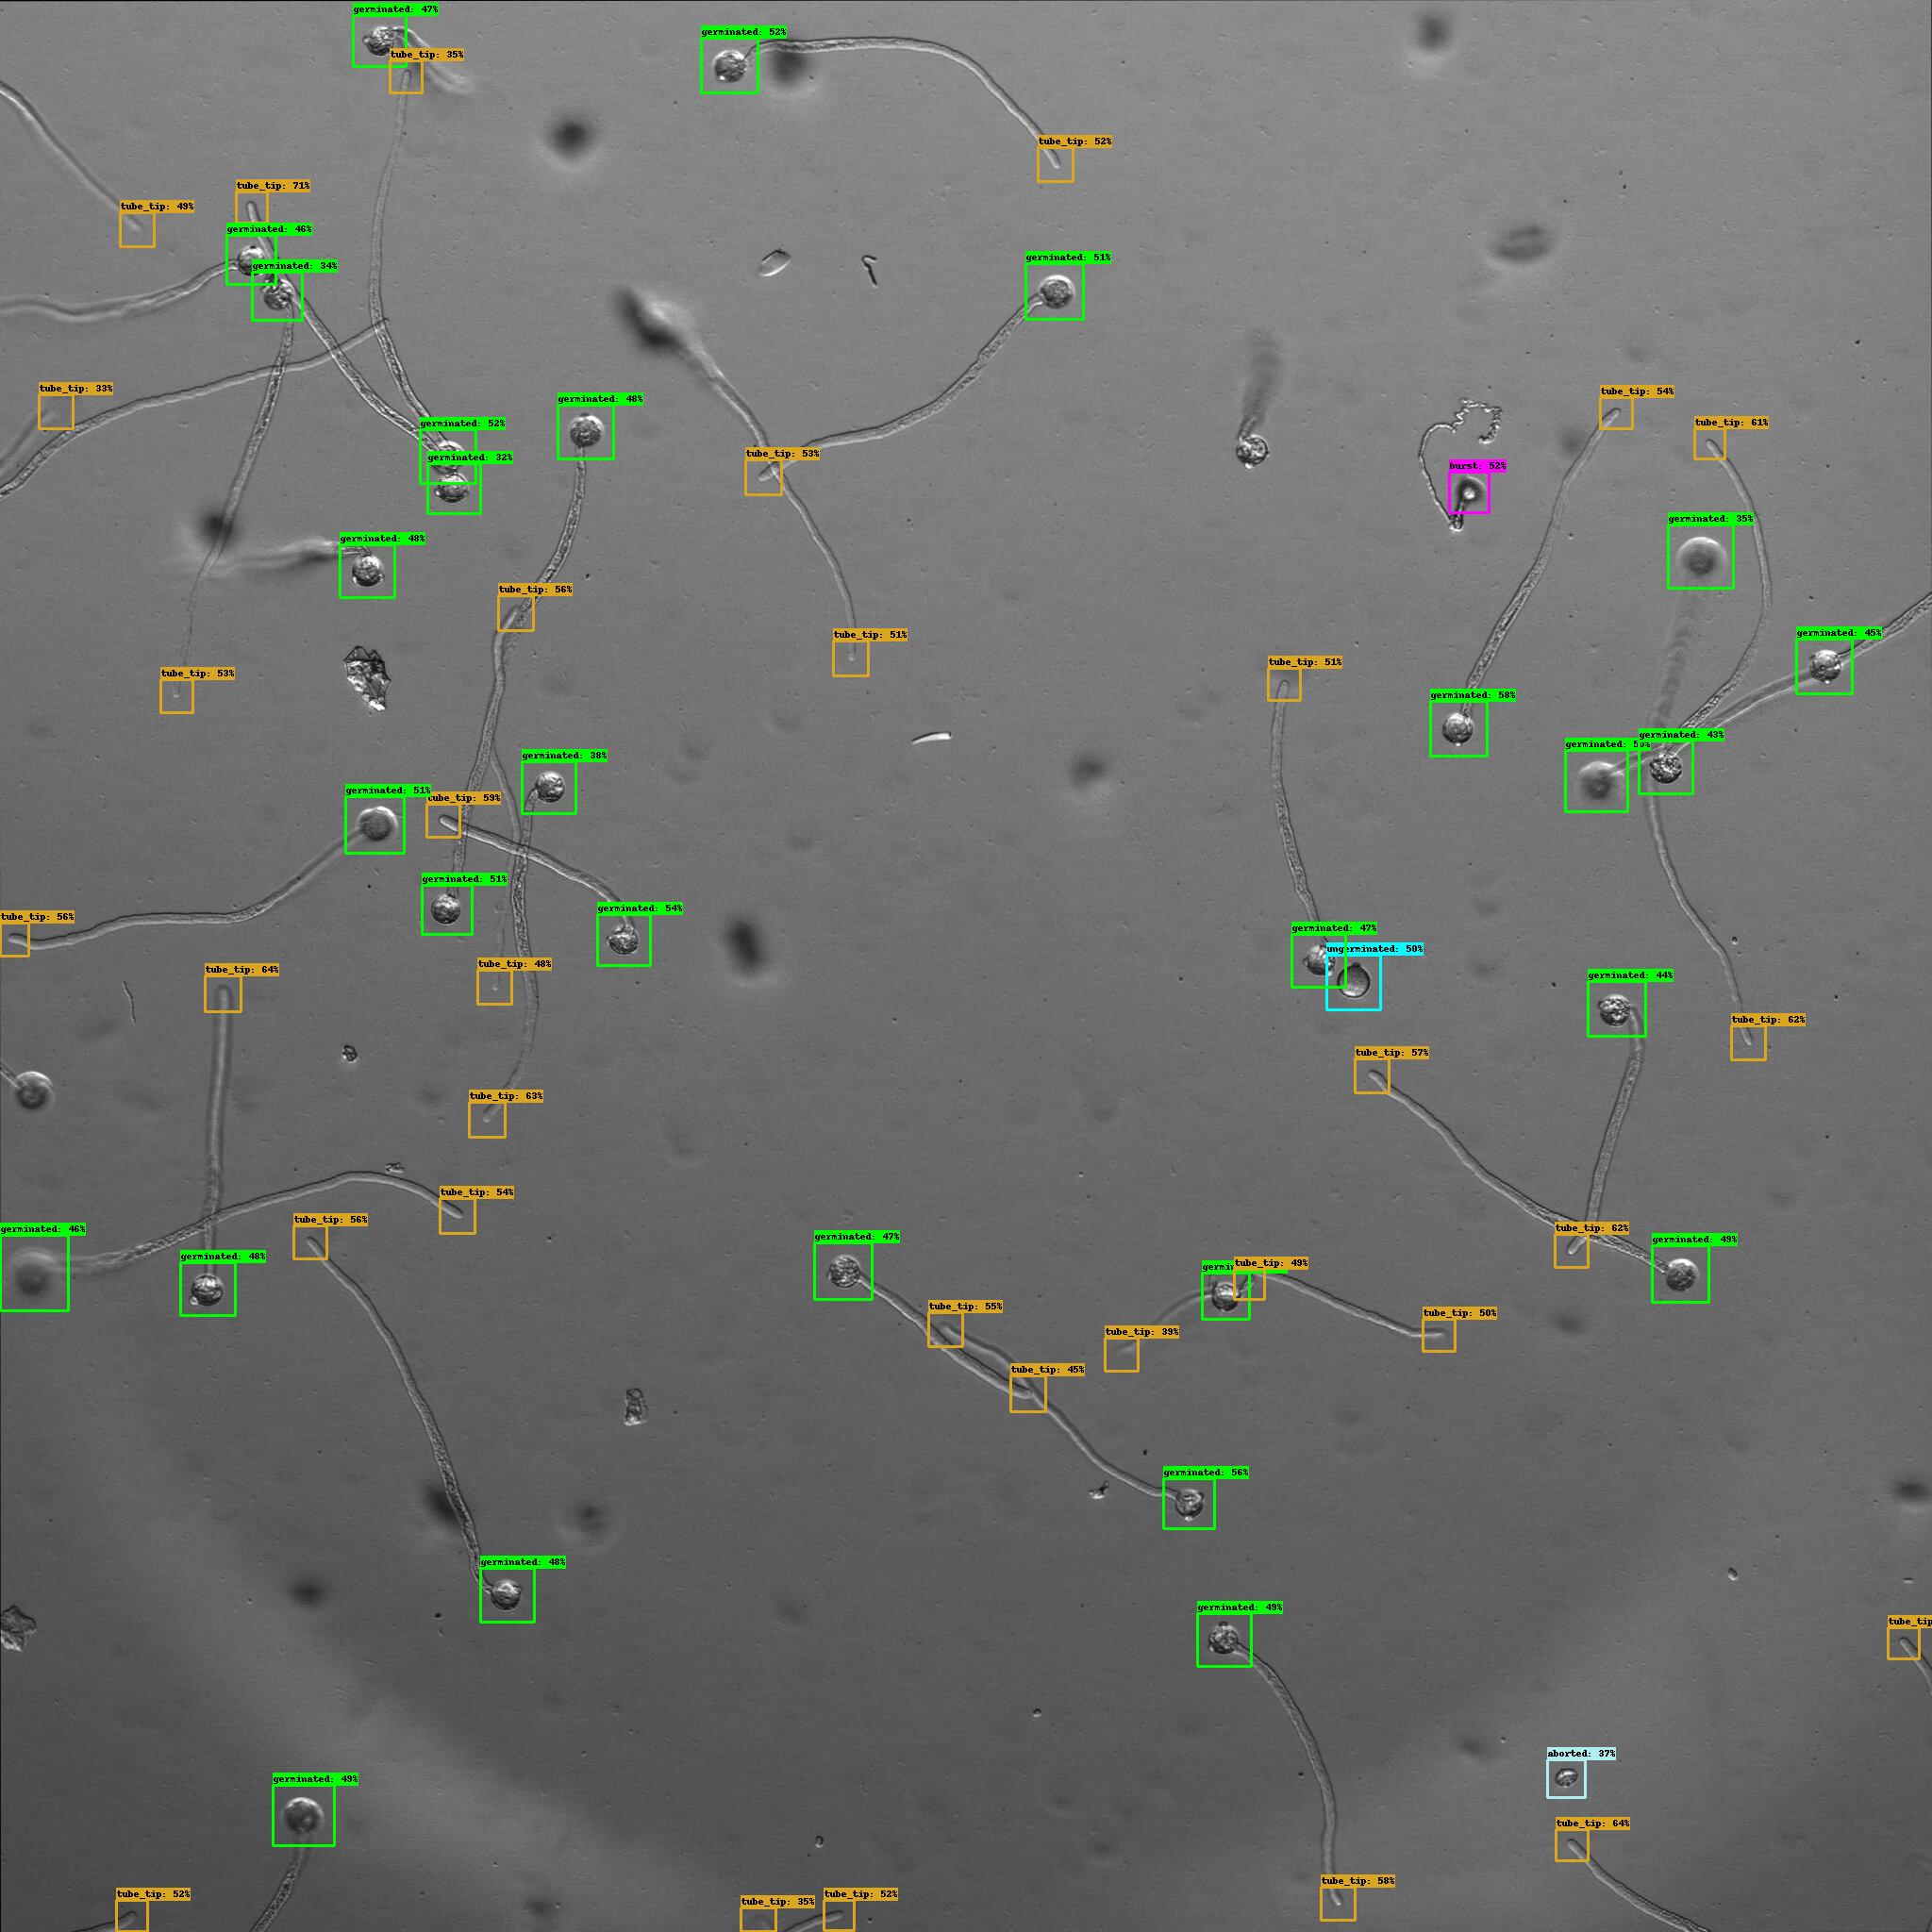 germinated: 47%
germinated: 52%
tube_tip: 35%
tube_tip: 52%
tube_tip: 71%
tube_tip: 49%
germinated: 46%
germinated: 51%
germinated: 34%
tube_tip: 33%
tube_tip: 54%
germinated: 48%
germinated: 52%
tube_tip: 61%
tube_tip: 53%
germinated: 32%
burst: 52%
germinated: 35%
germinated: 48%
tube_tip: 56%
germinated: 45%
tube_tip: 51%
tube_tip: 51%
tube_tip: 53%
germinated: 58%
germinated: 43%
germinated:
germinated: 38%
germinated: 51%
tube_tip: 59%
germinated: 51%
germinated: 54%
tube_tip: 56%
germinated: 47%
ungerminated: 50%
tube_tip: 48%
tube_tip: 64%
germinated: 44%
tube_tip: 62%
tube_tip: 57%
tube_tip: 63%
tube_tip: 54%
tube_tip: 56%
germinated: 46%
tube_tip: 62%
germinated: 47%
germinated: 49%
germinated: 48%
tube_tip: 49%
tube_tip: 55%
tube_tip: 50%
tube_tip: 39%
tube_tip: 45%
germinated: 56%
germinated: 48%
germinated: 49%
tube_tip
aborted: 37%
germinated: 49%
tube_tip: 64%
tube_tip: 58%
tube_tip: 52%
tube_tip: 52%
tube_tip: 35%